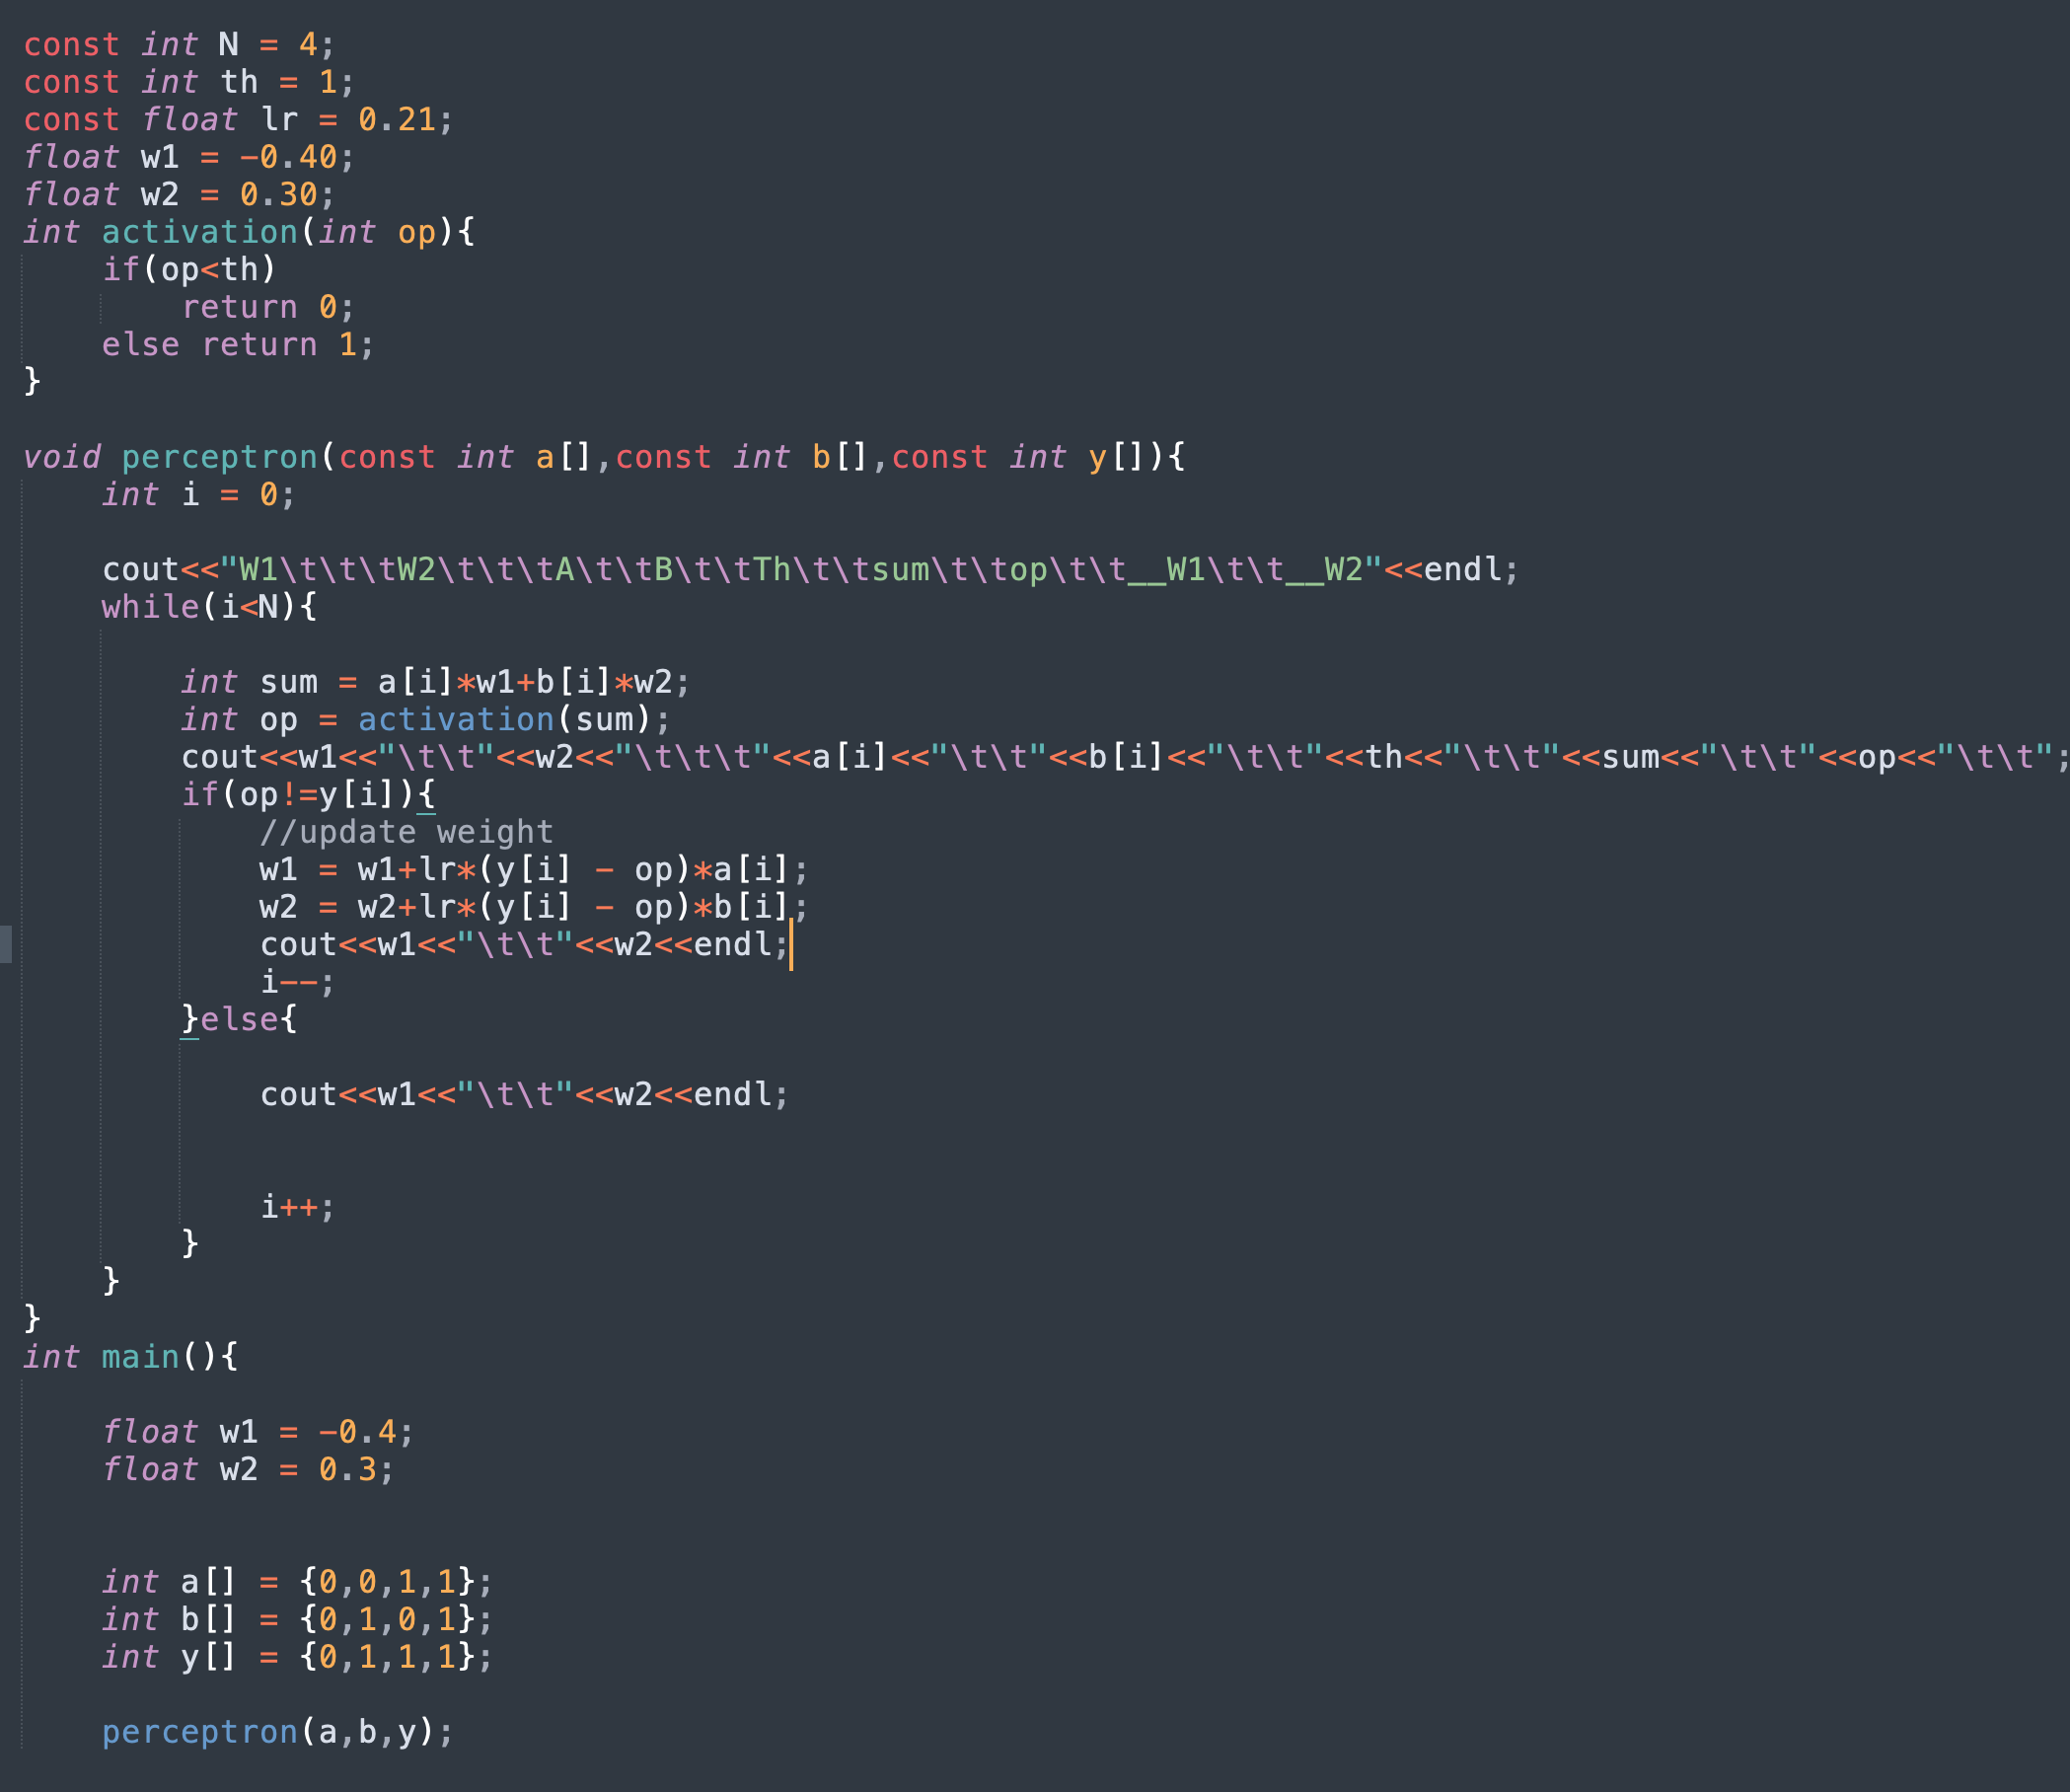 const int N = 4;
const int th = 1;
const float lr = 0.21;
float w1 = -0.40;
float w2 = 0.30;
int activation(int op){
    if(op<th)
        return 0;
    else return 1;
}

void perceptron(const int a[],const int b[],const int y[]){
    int i = 0;

    cout<<"W1\t\t\tW2\t\t\tA\t\tB\t\tTh\t\tsum\t\top\t\t__W1\t\t__W2"<<endl;
    while(i<N){

        int sum = a[i]*w1+b[i]*w2;
        int op = activation(sum);
        cout<<w1<<"\t\t"<<w2<<"\t\t\t"<<a[i]<<"\t\t"<<b[i]<<"\t\t"<<th<<"\t\t"<<sum<<"\t\t"<<op<<"\t\t";
        if(op!=y[i]){
            //update weight
            w1 = w1+lr*(y[i] - op)*a[i];
            w2 = w2+lr*(y[i] - op)*b[i];
            cout<<w1<<"\t\t"<<w2<<endl;
            i--;
        }else{

            cout<<w1<<"\t\t"<<w2<<endl;



            i++;
        }
    }
}
int main(){

    float w1 = -0.4;
    float w2 = 0.3;


    int a[] = {0,0,1,1};
    int b[] = {0,1,0,1};
    int y[] = {0,1,1,1};

    perceptron(a,b,y);